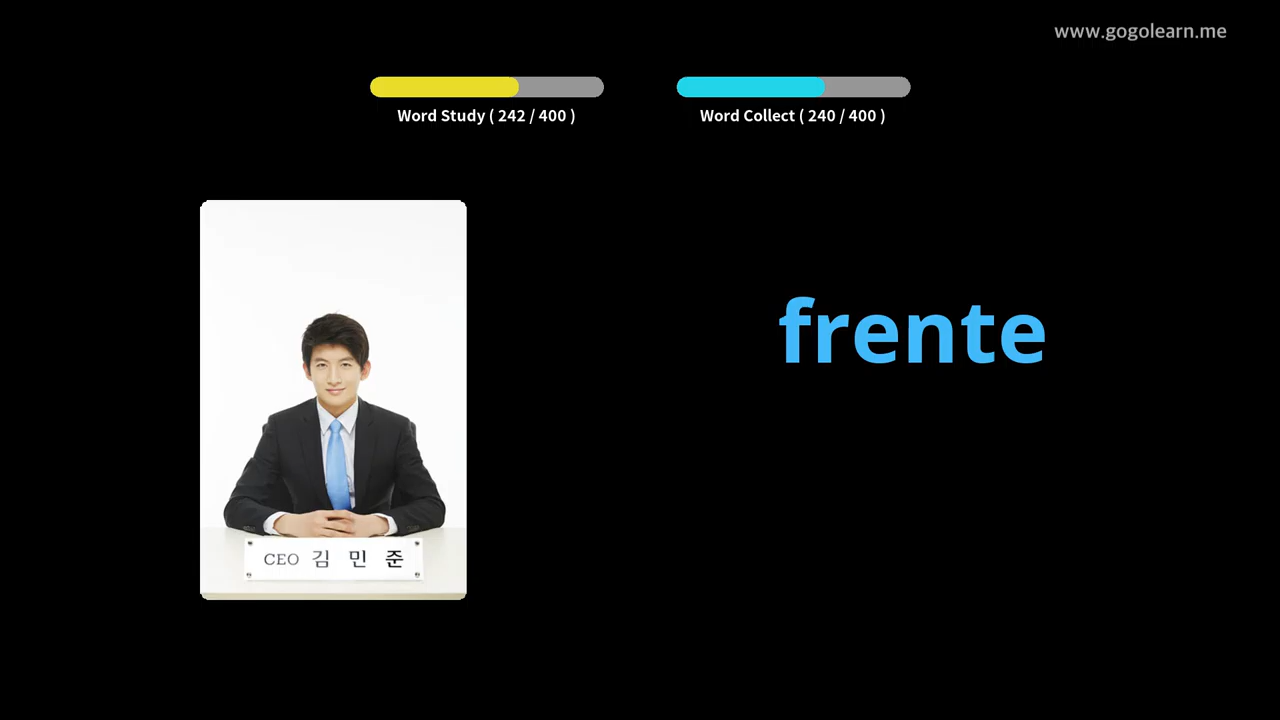 www.gogolearn.me
Word Study ( 242 / 400 )
Word Collect ( 240 / 400 )
frente
CEO 김 민 준